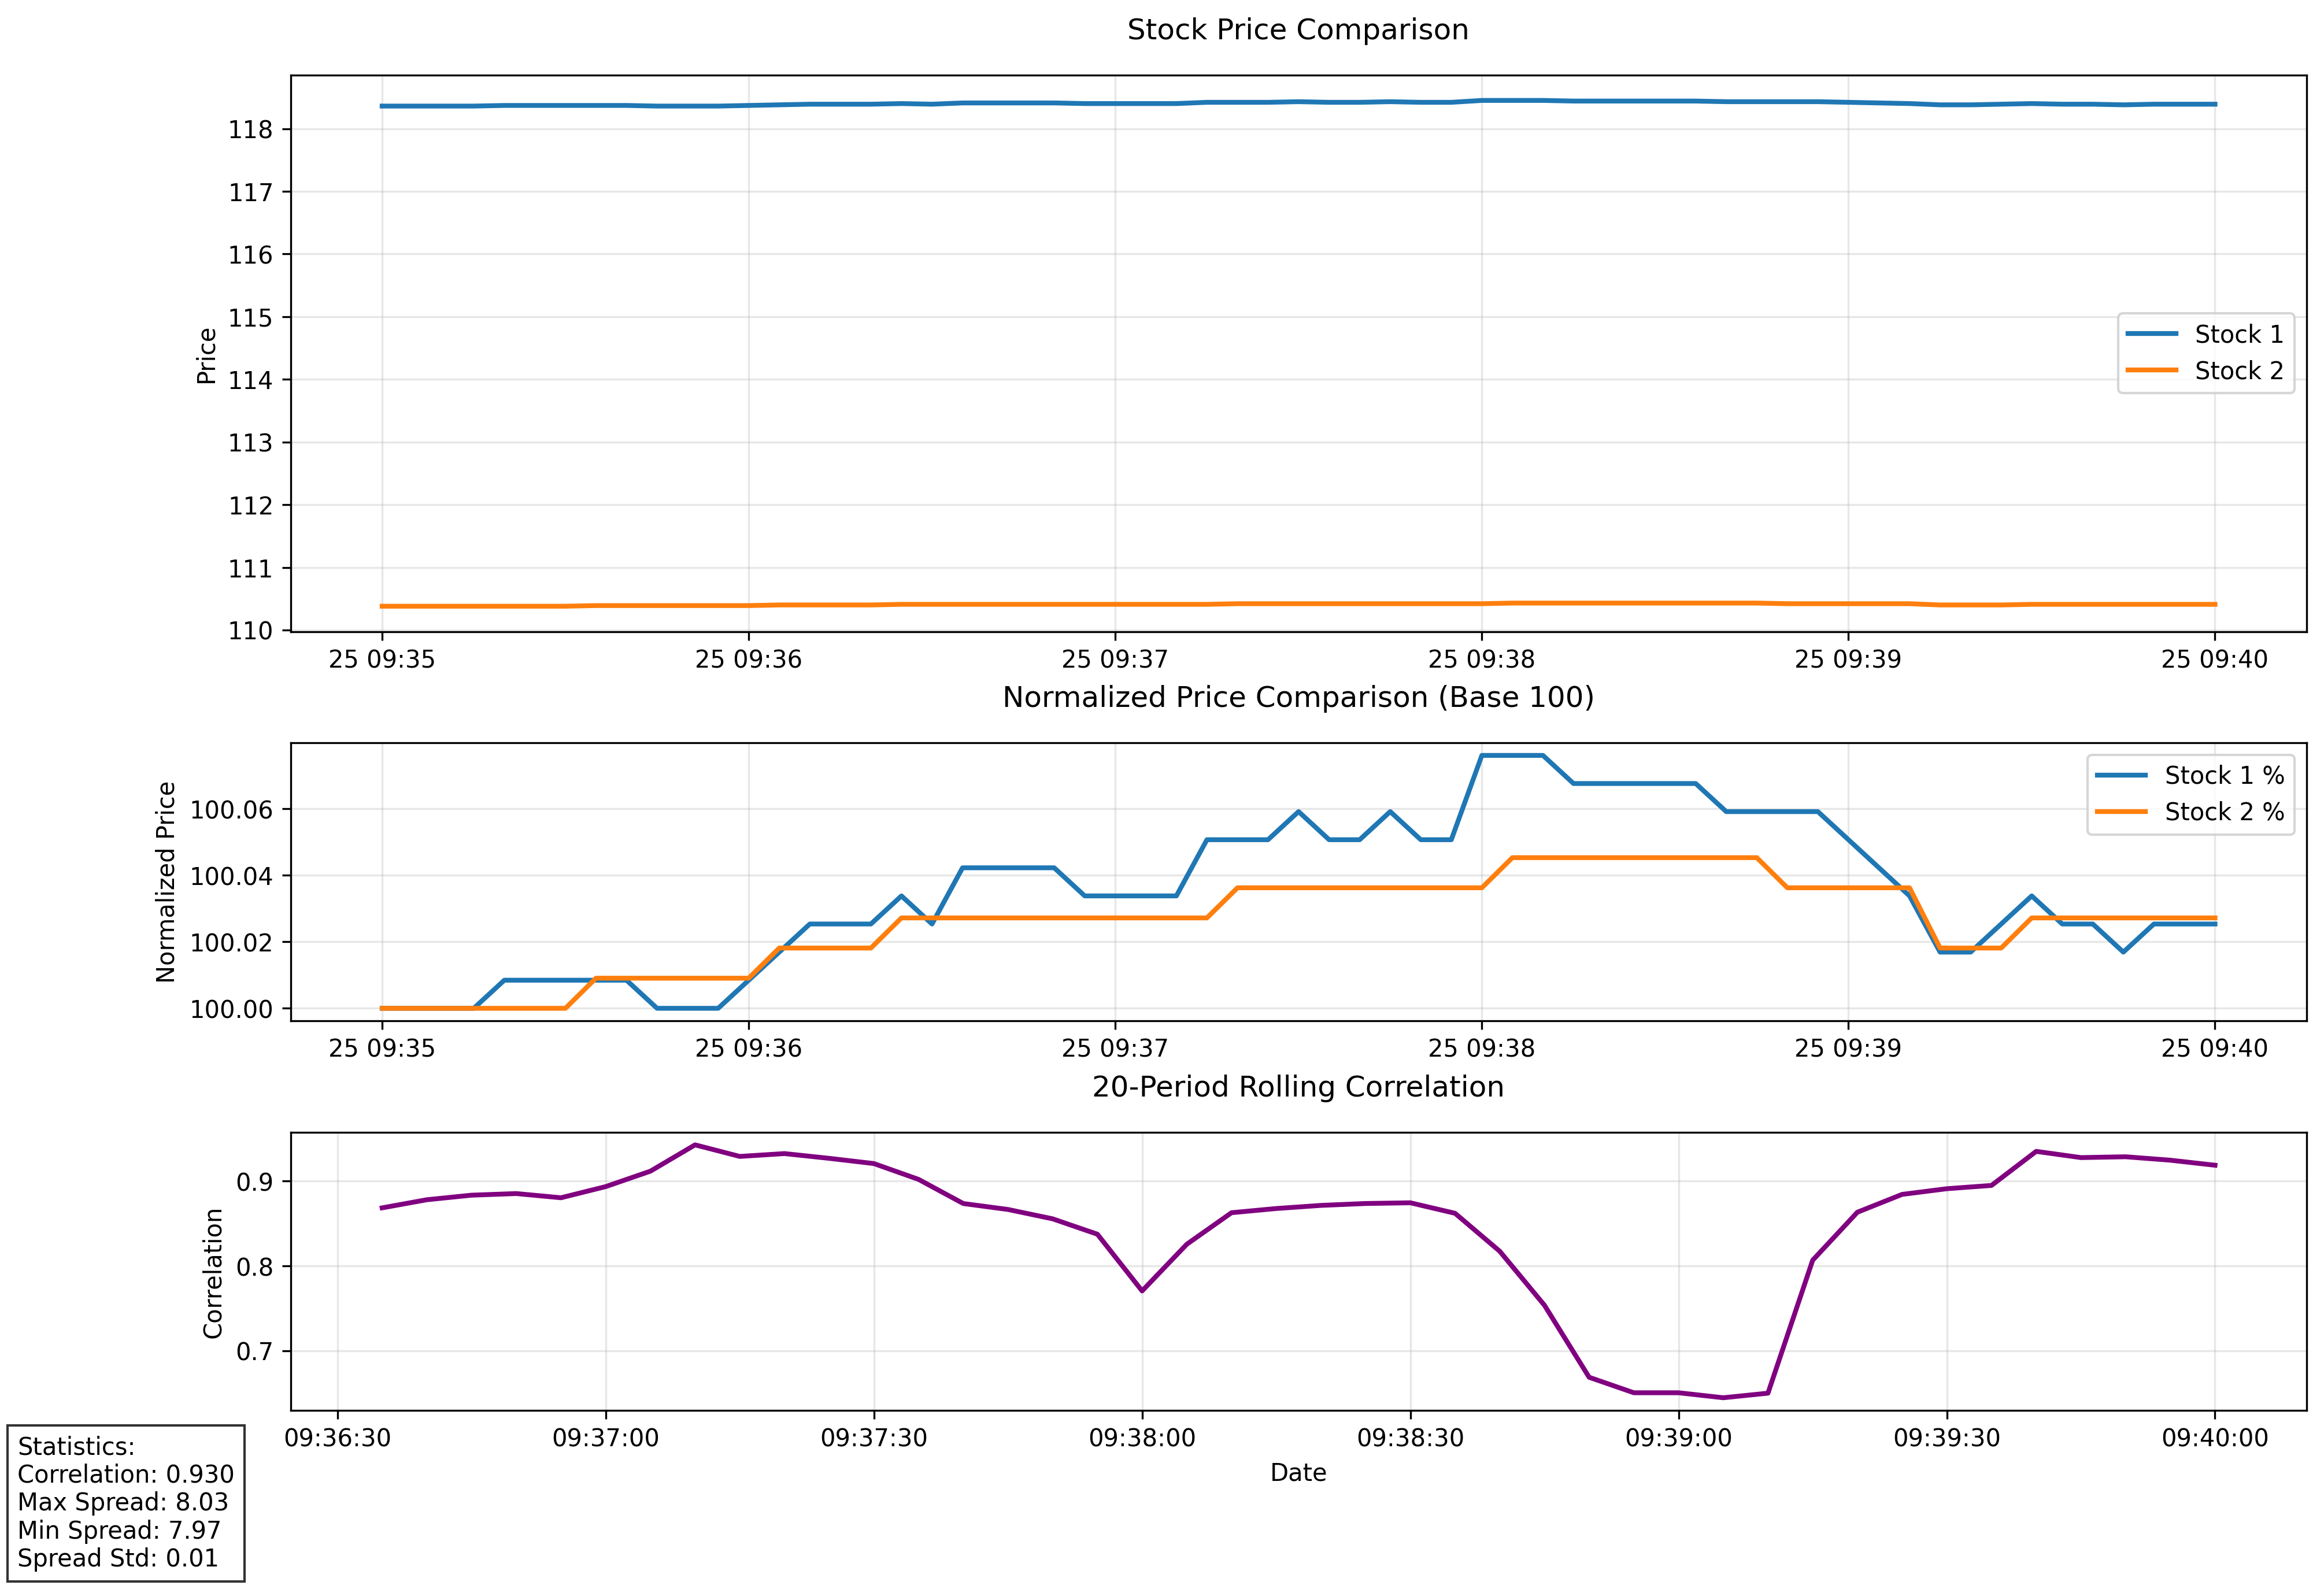 Stock Price Comparison
118
117
116
115
114
113
112
111
110
Price
Stock 1
Stock 2
25 09:35
25 09:36
25 09:37
25 09:38
25 09:39
25 09:40
Normalized Price Comparison (Base 100)
100.06
100.04
100.02
100.00
Normalized Price
Stock 1 %
Stock 2 %
25 09:35
25 09:36
25 09:37
25 09:38
25 09:39
25 09:40
20-Period Rolling Correlation
0.9
0.8
0.7
Correlation
09:36:30
09:37:00
09:37:30
09:38:00
09:38:30
09:39:00
09:39:30
09:40:00
Date
Statistics:
Correlation: 0.930
Max Spread: 8.03
Min Spread: 7.97
Spread Std: 0.01